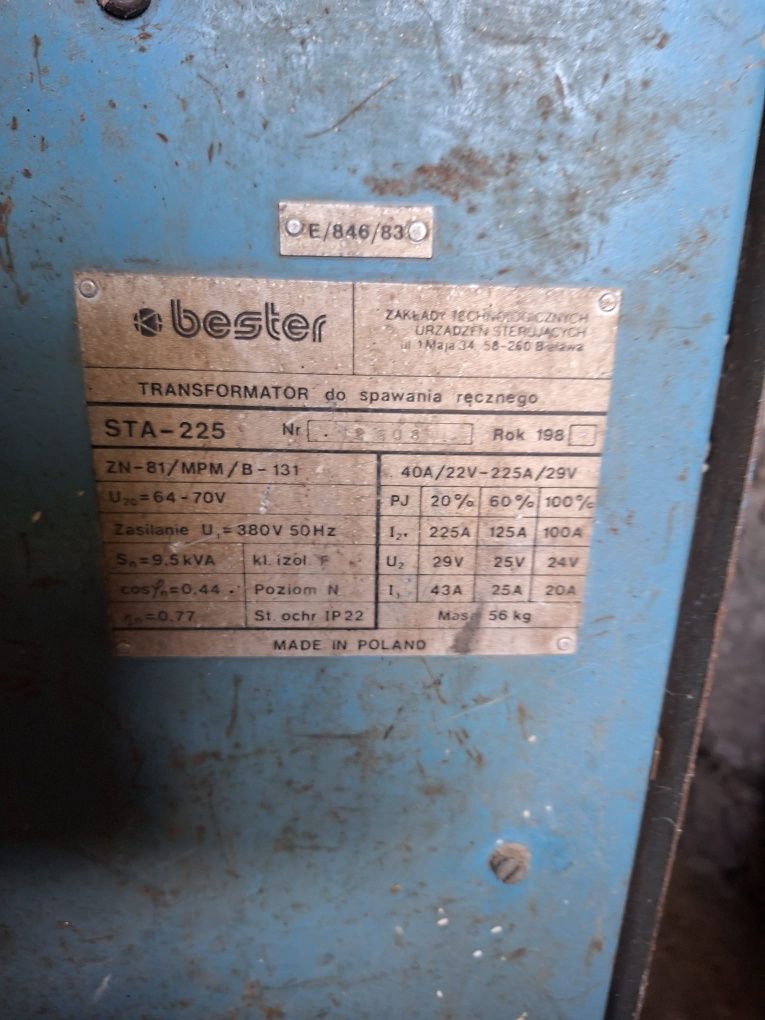 E/846/83
bester
ZAKŁADY TECHNOLOGICZNYCH
URZĄDZEŃ STERUJĄCYCH
ul 1 Maja 34, 58-260 Bielawa
TRANSFORMATOR do spawania ręcznego
STA-225 Nr Rok 198
ZN-81/MPM/B-131
40A/22V-225A/29V
U₂₀=64-70V
PJ 20% 60% 100%
Zasilanie U₁=380V 50Hz
I₂ 225A 125A 100A
Sₙ=9.5kVA kl. izol F
U₂ 29V 25V 24V
cosφₙ=0.44 Poziom N
I₁ 43A 25A 20A
ηₙ=0.77 St. ochr IP22
Masa 56 kg
MADE IN POLAND